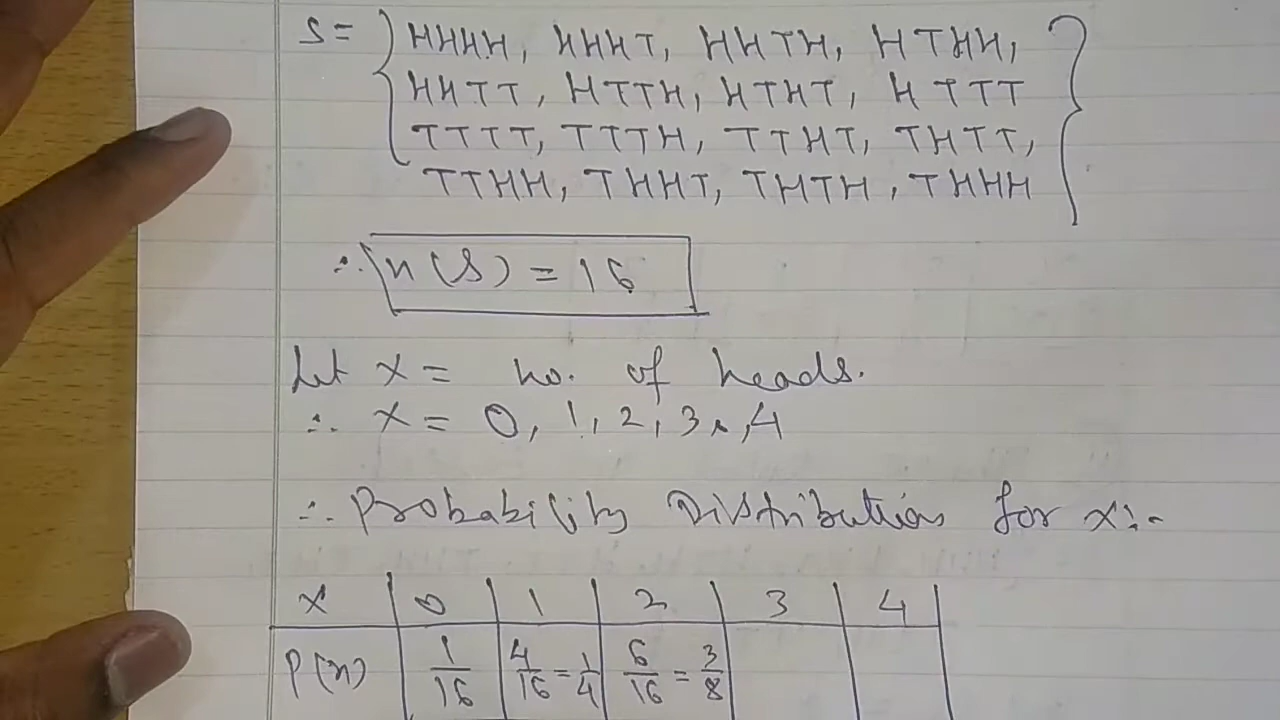 S = { HHHH, HHHT, HHTH, HTHH,
HHTT, HTTH, HTHT, HTTT
TTTT, TTTH, TTHT, THTT,
TTHH, THHT, THTH, THHH }
∴ n(S) = 16
Let x = no. of heads.
∴ x = 0, 1, 2, 3, 4
∴ Probability Distribution for x:-
x | 0 | 1 | 2 | 3 | 4
P(x) | 1/16 | 4/16 = 1/4 | 6/16 = 3/8 | |